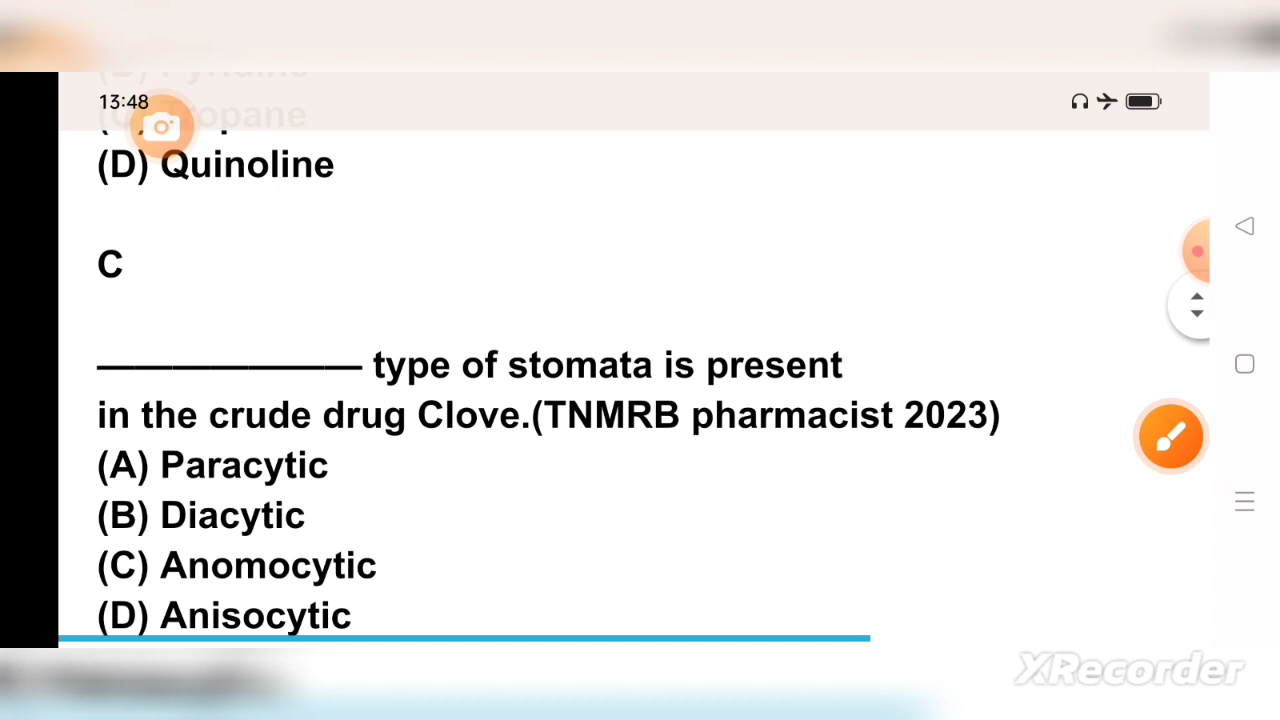 13:48
(D) Quinoline
C
—————— type of stomata is present
in the crude drug Clove.(TNMRB pharmacist 2023)
(A) Paracytic
(B) Diacytic
(C) Anomocytic
(D) Anisocytic
XRecorder